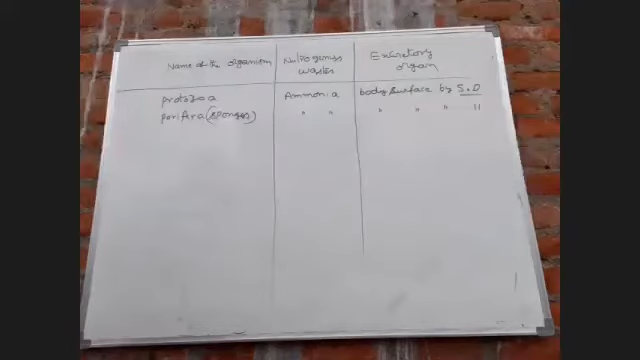 Name of the organism Nitrogenous wastes Excretory organ
protozoa Ammonia body surface by S.D
porifera (sponges) " " " " " "